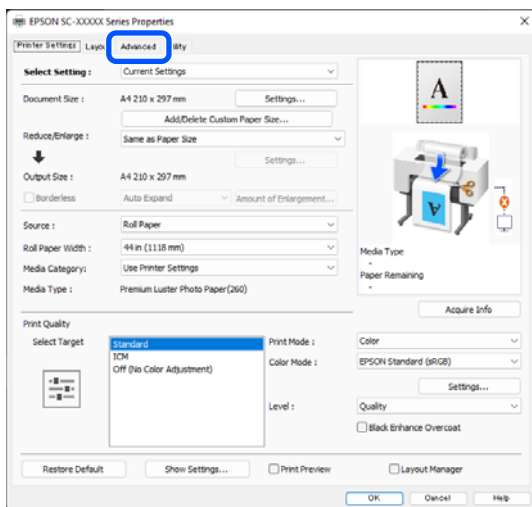 EPSON SC-XXXXX Series Properties
Printer Settings Advanced
Select Setting : Current Settings
Document Size : A4 210 x 297 mm Settings...
Add/Delete Custom Paper Size...
Reduce/Enlarge : Same as Paper Size
Settings...
Output Size : A4 210 x 297 mm
Borderless Auto Expand Amount of Enlargement...
Source : Roll Paper
Roll Paper Width : 44 in (1118 mm)
Media Category: Use Printer Settings
Media Type : Premium Luster Photo Paper(260)
A
Media Type
-
Paper Remaining
-
Acquire Info
Print Quality
Select Target
Standard
ICM
Off (No Color Adjustment)
Print Mode : Color
Color Mode : EPSON Standard (sRGB)
Settings...
Level : Quality
Black Enhance Overcoat
Restore Default Show Settings... Print Preview Layout Manager
OK Cancel Help